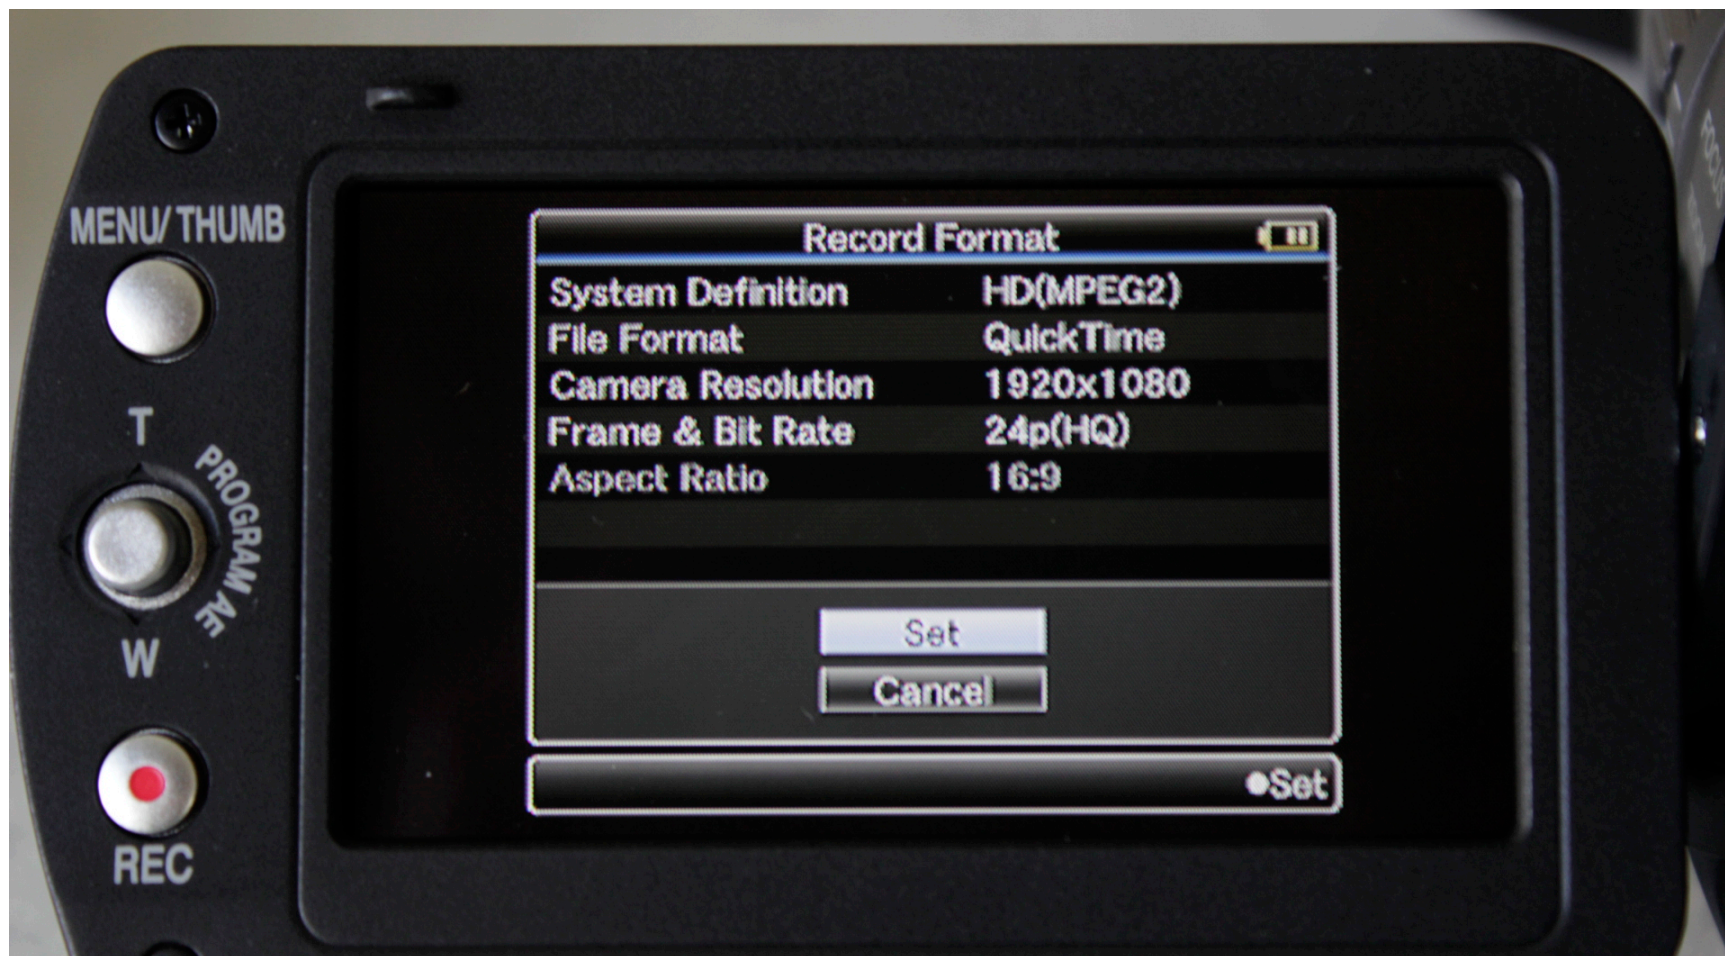 MENU/THUMB
T
PROGRAM AE
W
REC
Record Format
System Definition HD(MPEG2)
File Format QuickTime
Camera Resolution 1920x1080
Frame & Bit Rate 24p(HQ)
Aspect Ratio 16:9
Set
Cancel
●Set
FOCUS